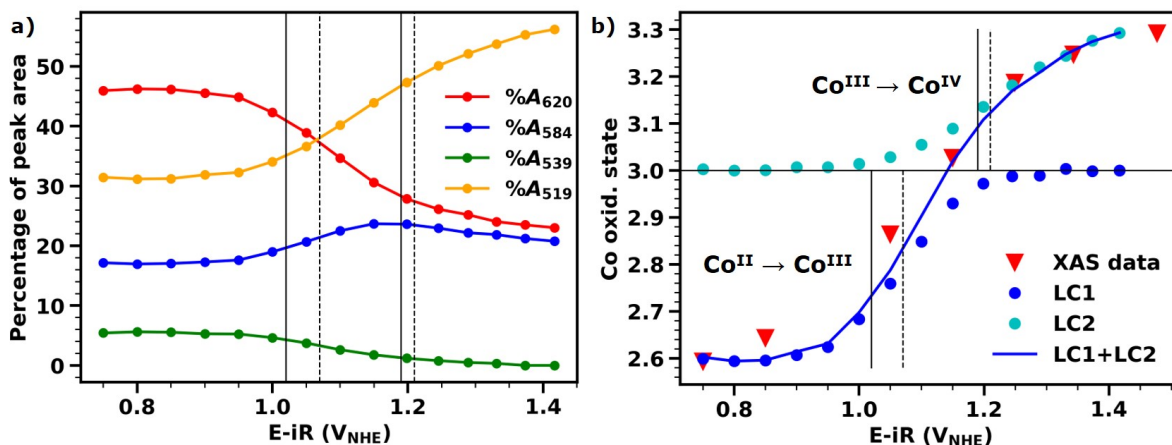 a)
Percentage of peak area
50
40
30
20
10
0
%A620
%A584
%A539
%A519
0.8
1.0
1.2
1.4
E-iR (VNHE)
b)
Co oxid. state
3.3
3.2
3.1
3.0
2.9
2.8
2.7
2.6
CoIII → CoIV
CoII → CoIII
XAS data
LC1
LC2
LC1+LC2
0.8
1.0
1.2
1.4
E-iR (VNHE)